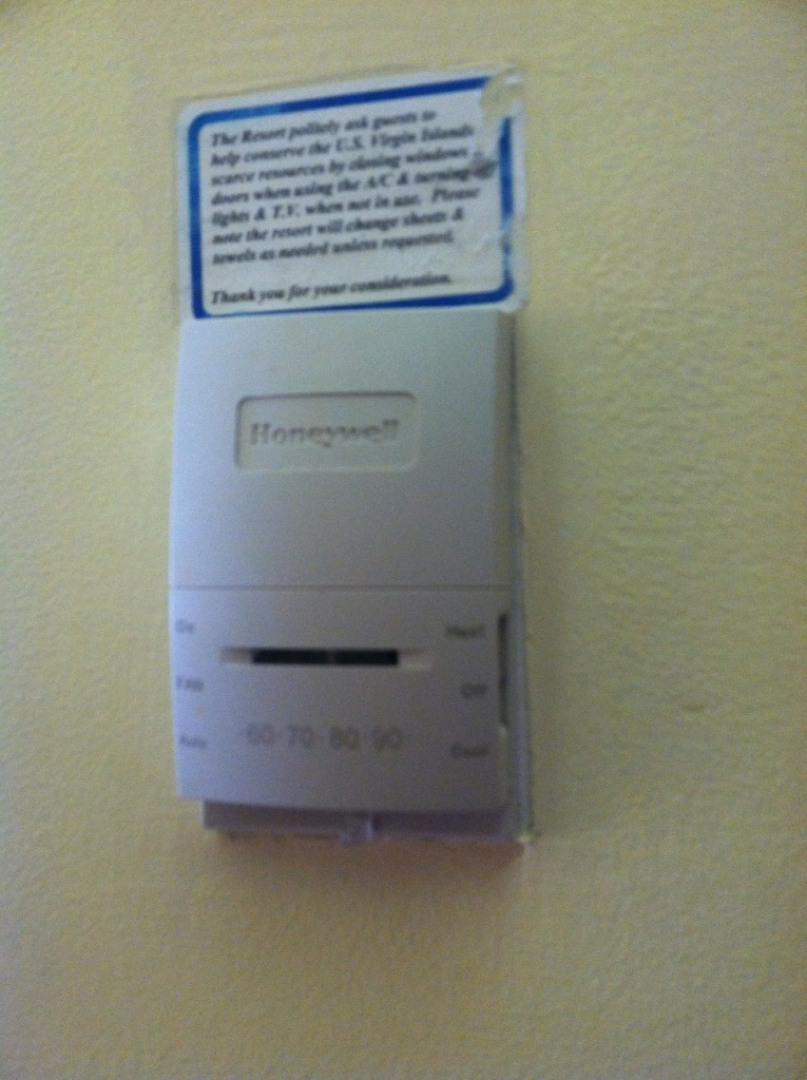 The Resort politely ask guests to
help conserve the U.S. Virgin Islands
scarce resources by closing windows
doors when using the A/C & turning
lights & T.V. when not in use. Please
note the resort will change sheets &
towels as needed unless requested.
Thank you for your consideration.
Honeywell
On Heat
FAN Off
Auto Cool
60 70 80 90